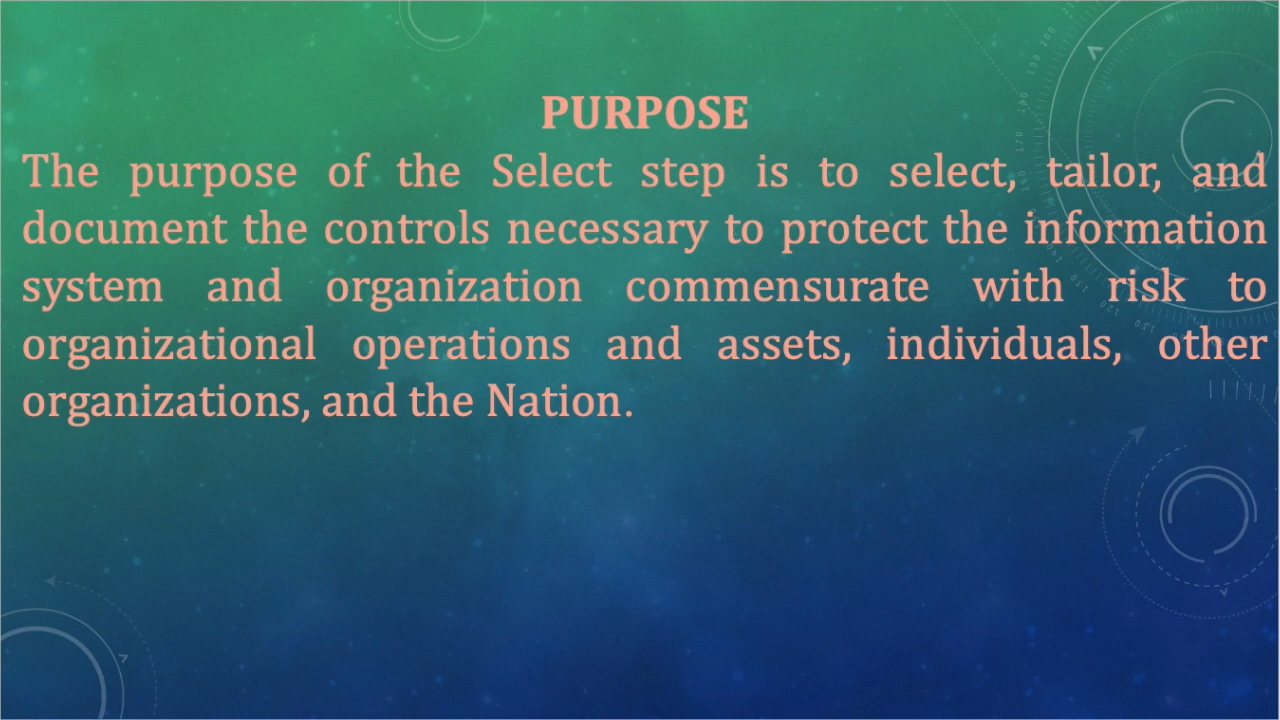 PURPOSE
The purpose of the Select step is to select, tailor, and
document the controls necessary to protect the information
system and organization commensurate with risk to
organizational operations and assets, individuals, other
organizations, and the Nation.